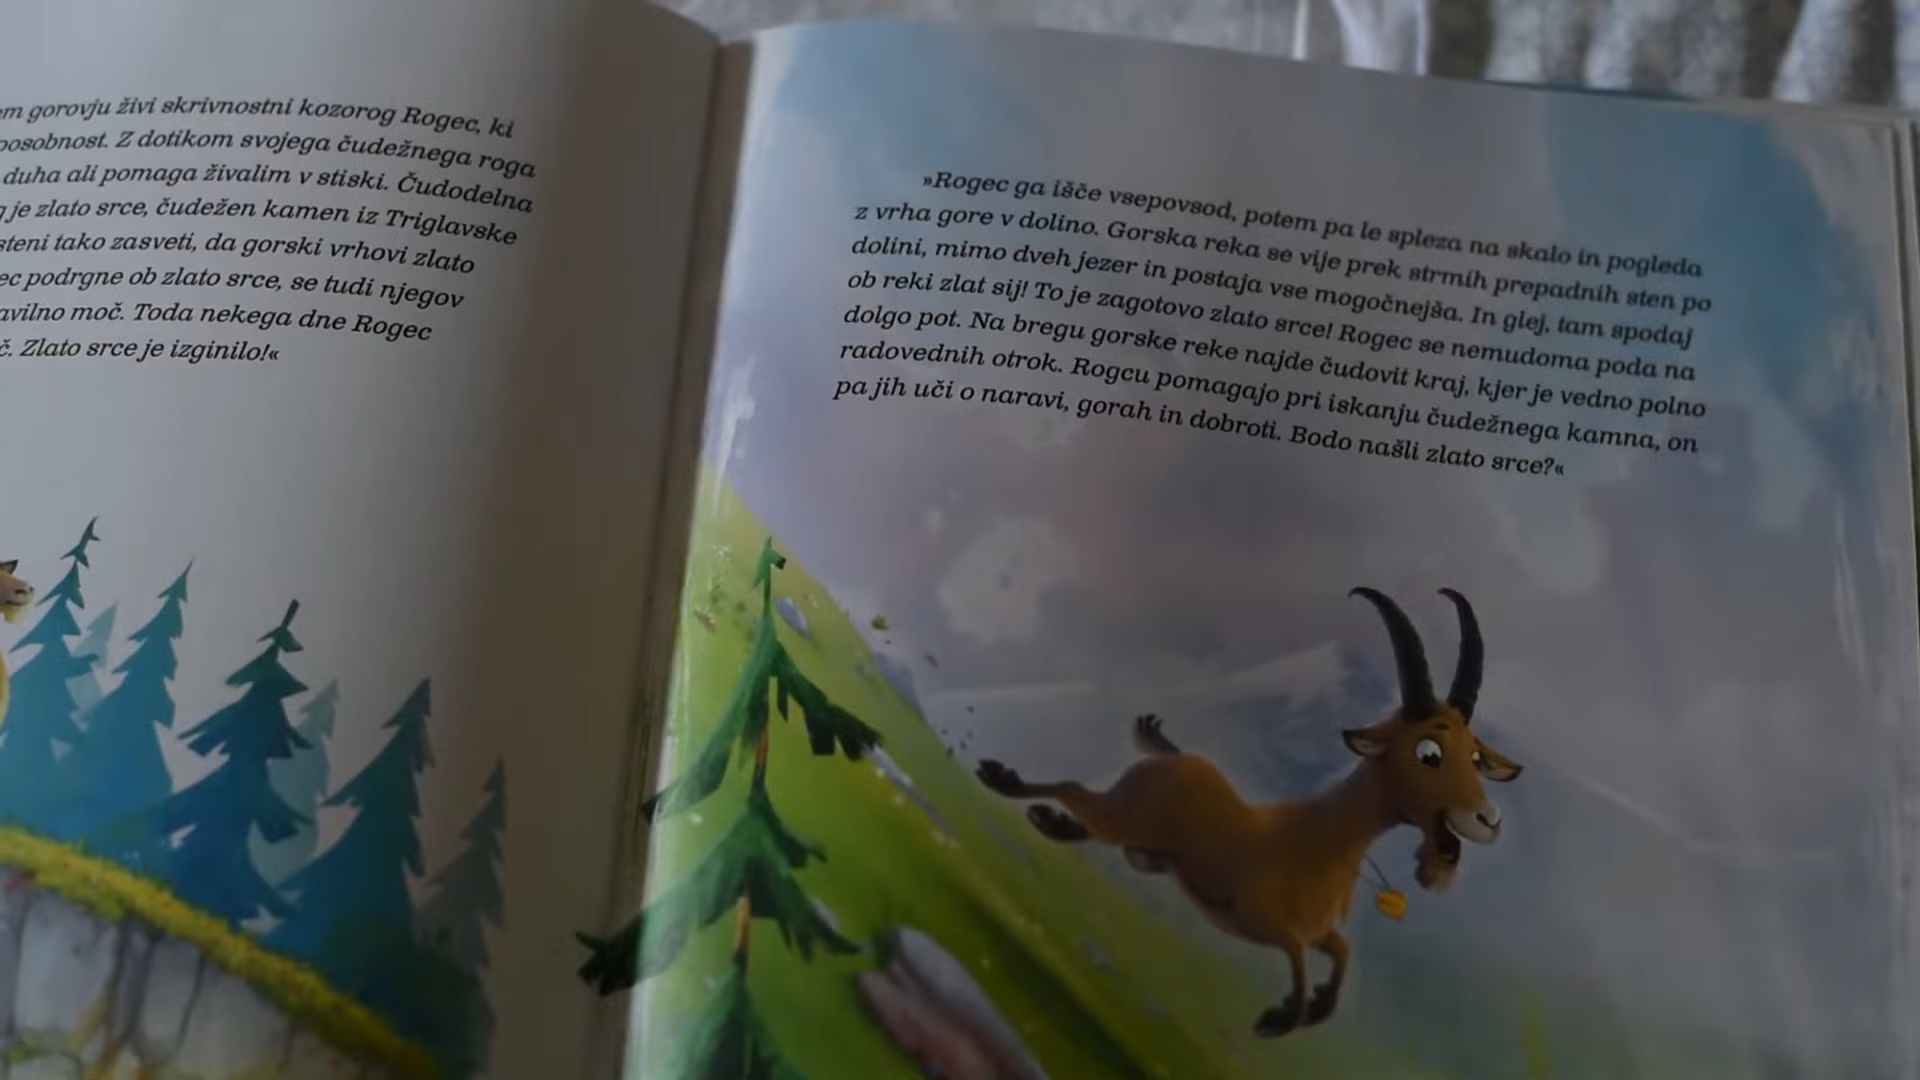 em gorovju živi skrivnostni kozorog Rogec, ki
posobnost. Z dotikom svojega čudežnega roga
duha ali pomaga živalim v stiski. Čudodelna
g je zlato srce, čudežen kamen iz Triglavske
steni tako zasveti, da gorski vrhovi zlato
ec podrgne ob zlato srce, se tudi njegov
avilno moč. Toda nekega dne Rogec
č. Zlato srce je izginilo!«
»Rogec ga išče vsepovsod, potem pa le spleza na skalo in pogleda
z vrha gore v dolino. Gorska reka se vije prek strmih prepadnih sten po
dolini, mimo dveh jezer in postaja vse mogočnejša. In glej, tam spodaj
ob reki zlat sij! To je zagotovo zlato srce! Rogec se nemudoma poda na
dolgo pot. Na bregu gorske reke najde čudovit kraj, kjer je vedno polno
radovednih otrok. Rogcu pomagajo pri iskanju čudežnega kamna, on
pa jih uči o naravi, gorah in dobroti. Bodo našli zlato srce?«